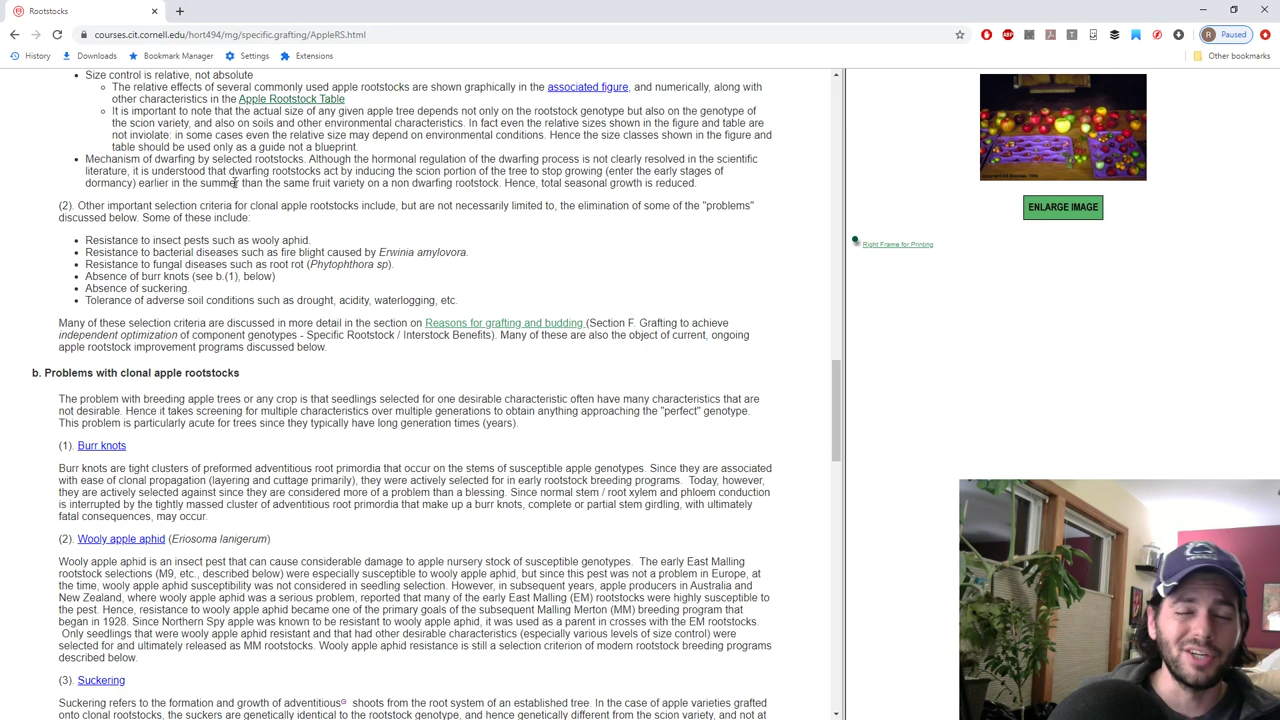 Rootstocks
courses.cit.cornell.edu/hort494/mg/specific.grafting/AppleRS.html
Paused
History
Downloads
Bookmark Manager
Settings
Extensions
Other bookmarks
Size control is relative, not absolute
The relative effects of several commonly used apple rootstocks are shown graphically in the associated figure, and numerically, along with
other characteristics in the Apple Rootstock Table
It is important to note that the actual size of any given apple tree depends not only on the rootstock genotype but also on the genotype of
the scion variety, and also on soils and other environmental characteristics. In fact even the relative sizes shown in the figure and table are
not inviolate: in some cases even the relative size may depend on environmental conditions. Hence the size classes shown in the figure and
table should be used only as a guide not a blueprint.
Mechanism of dwarfing by selected rootstocks. Although the hormonal regulation of the dwarfing process is not clearly resolved in the scientific
literature, it is understood that dwarfing rootstocks act by inducing the scion portion of the tree to stop growing (enter the early stages of
dormancy) earlier in the summer than the same fruit variety on a non dwarfing rootstock. Hence, total seasonal growth is reduced.
(2). Other important selection criteria for clonal apple rootstocks include, but are not necessarily limited to, the elimination of some of the "problems"
discussed below. Some of these include:
Resistance to insect pests such as wooly aphid.
Resistance to bacterial diseases such as fire blight caused by Erwinia amylovora.
Resistance to fungal diseases such as root rot (Phytophthora sp).
Absence of burr knots (see b.(1), below)
Absence of suckering.
Tolerance of adverse soil conditions such as drought, acidity, waterlogging, etc.
Many of these selection criteria are discussed in more detail in the section on Reasons for grafting and budding (Section F. Grafting to achieve
independent optimization of component genotypes - Specific Rootstock / Interstock Benefits). Many of these are also the object of current, ongoing
apple rootstock improvement programs discussed below.
b. Problems with clonal apple rootstocks
The problem with breeding apple trees or any crop is that seedlings selected for one desirable characteristic often have many characteristics that are
not desirable. Hence it takes screening for multiple characteristics over multiple generations to obtain anything approaching the "perfect" genotype.
This problem is particularly acute for trees since they typically have long generation times (years).
(1). Burr knots
Burr knots are tight clusters of preformed adventitious root primordia that occur on the stems of susceptible apple genotypes. Since they are associated
with ease of clonal propagation (layering and cuttage primarily), they were actively selected for in early rootstock breeding programs. Today, however,
they are actively selected against since they are considered more of a problem than a blessing. Since normal stem / root xylem and phloem conduction
is interrupted by the tightly massed cluster of adventitious root primordia that make up a burr knots, complete or partial stem girdling, with ultimately
fatal consequences, may occur.
(2). Wooly apple aphid (Eriosoma lanigerum)
Wooly apple aphid is an insect pest that can cause considerable damage to apple nursery stock of susceptible genotypes. The early East Malling
rootstock selections (M9, etc., described below) were especially susceptible to wooly apple aphid, but since this pest was not a problem in Europe, at
the time, wooly apple aphid susceptibility was not considered in seedling selection. However, in subsequent years, apple producers in Australia and
New Zealand, where wooly apple aphid was a serious problem, reported that many of the early East Malling (EM) rootstocks were highly susceptible to
the pest. Hence, resistance to wooly apple aphid became one of the primary goals of the subsequent Malling Merton (MM) breeding program that
began in 1928. Since Northern Spy apple was known to be resistant to wooly apple aphid, it was used as a parent in crosses with the EM rootstocks.
Only seedlings that were wooly apple aphid resistant and that had other desirable characteristics (especially various levels of size control) were
selected for and ultimately released as MM rootstocks. Wooly apple aphid resistance is still a selection criterion of modern rootstock breeding programs
described below.
(3). Suckering
Suckering refers to the formation and growth of adventitious shoots from the root system of an established tree. In the case of apple varieties grafted
onto clonal rootstocks, the suckers are genetically identical to the rootstock genotype, and hence genetically different from the scion variety, and not at
ENLARGE IMAGE
Right Frame for Printing